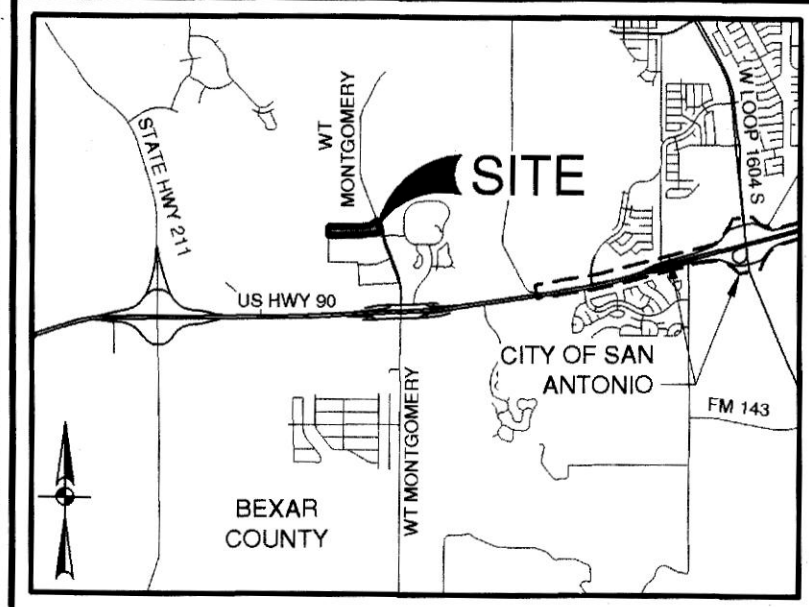 WT
MONTGOMERY
SITE
W LOOP 1604 S
STATE HWY 211
US HWY 90
CITY OF SAN
ANTONIO
FM 143
WT MONTGOMERY
BEXAR
COUNTY